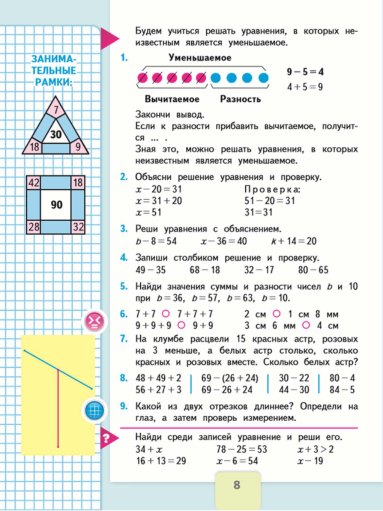 Будем учиться решать уравнения, в которых не-
известным является уменьшаемое.
ЗАНИМА-
ТЕЛЬНЫЕ
РАМКИ:
7
30
18
9
42
18
90
28
32
1.
Уменьшаемое
9 − 5 = 4
4 + 5 = 9
Вычитаемое Разность
Закончи вывод.
Если к разности прибавить вычитаемое, получит-
ся ... .
Зная это, можно решать уравнения, в которых
неизвестным является уменьшаемое.
2. Объясни решение уравнения и проверку.
x − 20 = 31 Проверка:
x = 31 + 20 51 − 20 = 31
x = 51 31 = 31
3. Реши уравнения с объяснением.
b − 8 = 54 x − 36 = 40 k + 14 = 20
4. Запиши столбиком решение и проверку.
49 − 35 68 − 18 32 − 17 80 − 65
5. Найди значения суммы и разности чисел b и 10
при b = 36, b = 57, b = 63, b = 10.
6. 7 + 7 ○ 7 + 7 + 7 2 см ○ 1 см 8 мм
9 + 9 + 9 ○ 9 + 9 3 см 6 мм ○ 4 см
7. На клумбе расцвели 15 красных астр, розовых
на 3 меньше, а белых астр столько, сколько
красных и розовых вместе. Сколько белых астр?
8. 48 + 49 + 2 69 − (26 + 24) 30 − 22 80 − 4
56 + 27 + 3 69 − 26 + 24 44 − 30 84 − 5
9. Какой из двух отрезков длиннее? Определи на
глаз, а затем проверь измерением.
?
Найди среди записей уравнение и реши его.
34 + x 78 − 25 = 53 x + 3 > 2
16 + 13 = 29 x − 6 = 54 x − 19
8